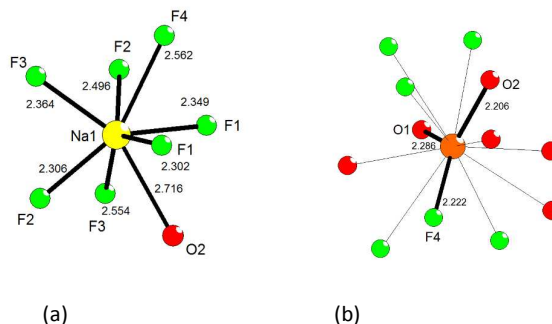 F4
F2
2.562
F3
2.496
2.364
2.349
Na1
F1
F1
2.306
2.302
2.716
F2
2.554
F3
O2
(a)
O2
2.206
O1
2.286
2.222
F4
(b)